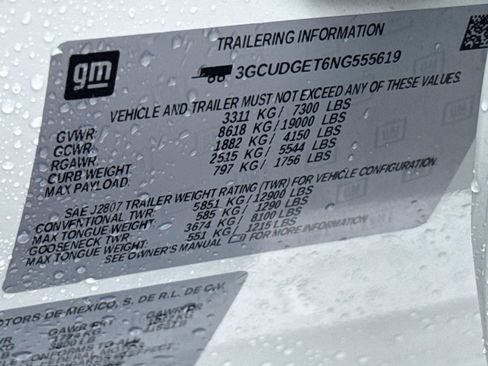 gm
TRAILERING INFORMATION
3GCUDGET6NG555619
VEHICLE AND TRAILER MUST NOT EXCEED ANY OF THESE VALUES.
GVWR 3311 KG / 7300 LBS
GCWR 8618 KG / 19000 LBS
RGAWR 1882 KG / 4150 LBS
CURB WEIGHT 2515 KG / 5544 LBS
MAX PAYLOAD: 797 KG / 1756 LBS
SAE J2807 TRAILER WEIGHT RATING (TWR) FOR VEHICLE CONFIGURATION.
CONVENTIONAL TWR: 5851 KG / 12900 LBS
MAX TONGUE WEIGHT: 585 KG / 1290 LBS
GOOSENECK TWR: 3674 KG / 8100 LBS
MAX TONGUE WEIGHT: 551 KG / 1215 LBS
SEE OWNER'S MANUAL FOR MORE INFORMATION
MOTORS DE MEXICO, S. DE R.L. DE C.V.
GAWR FRT GAWR RR